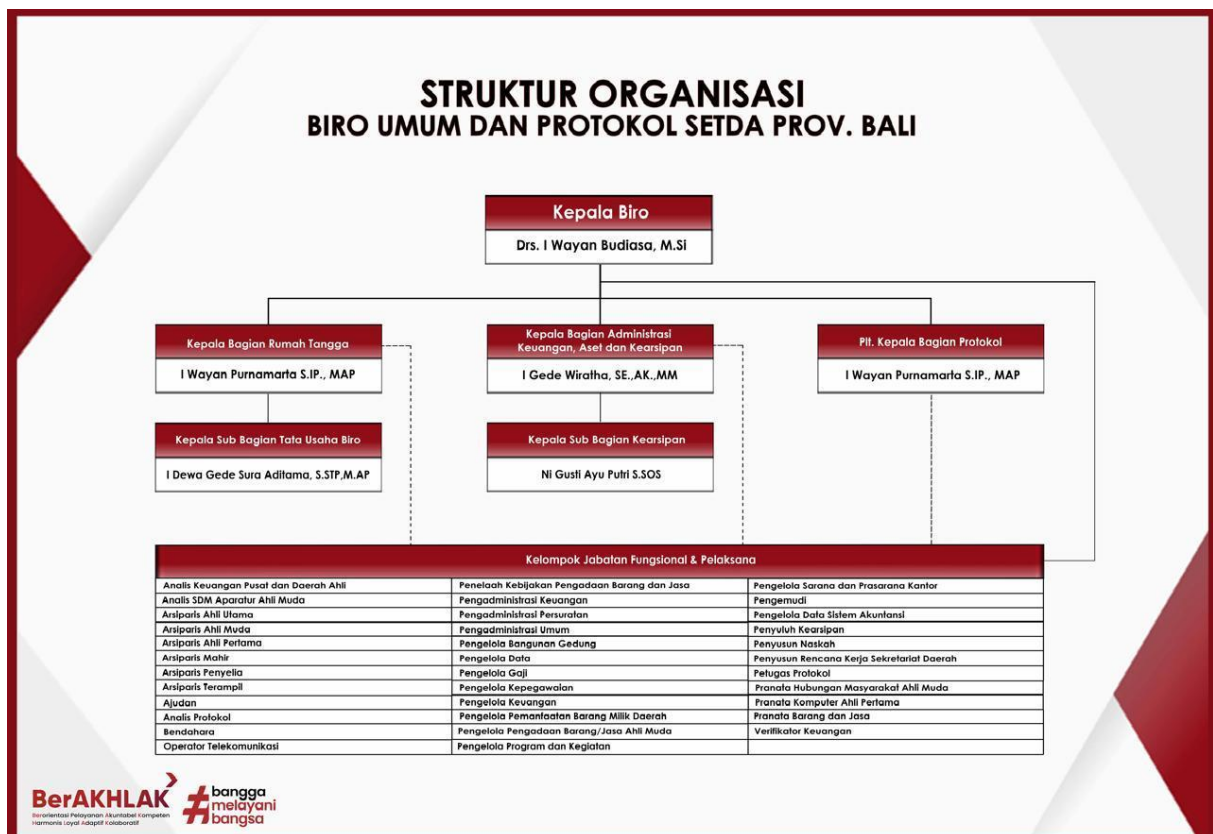 STRUKTUR ORGANISASI
BIRO UMUM DAN PROTOKOL SETDA PROV. BALI
Kepala Biro
Drs. I Wayan Budiasa, M.Si
Kepala Bagian Rumah Tangga
I Wayan Purnamarta S.IP., MAP
Kepala Bagian Administrasi
Keuangan, Aset dan Kearsipan
I Gede Wiratha, SE.,AK.,MM
Plt. Kepala Bagian Protokol
I Wayan Purnamarta S.IP., MAP
Kepala Sub Bagian Tata Usaha Biro
I Dewa Gede Sura Aditama, S.STP,M.AP
Kepala Sub Bagian Kearsipan
Ni Gusti Ayu Putri S.SOS
Kelompok Jabatan Fungsional & Pelaksana
Analis Keuangan Pusat dan Daerah Ahli
Analis SDM Aparatur Ahli Muda
Arsiparis Ahli Utama
Arsiparis Ahli Muda
Arsiparis Ahli Pertama
Arsiparis Mahir
Arsiparis Penyelia
Arsiparis Terampil
Ajudan
Analis Protokol
Bendahara
Operator Telekomunikasi
Penelaah Kebijakan Pengadaan Barang dan Jasa
Pengadministrasi Keuangan
Pengadministrasi Persuratan
Pengadministrasi Umum
Pengelola Bangunan Gedung
Pengelola Data
Pengelola Gaji
Pengelola Kepegawaian
Pengelola Keuangan
Pengelola Pemanfaatan Barang Milik Daerah
Pengelola Pengadaan Barang/Jasa Ahli Muda
Pengelola Program dan Kegiatan
Pengelola Sarana dan Prasarana Kantor
Pengemudi
Pengelola Data Sistem Akuntansi
Penyuluh Kearsipan
Penyusun Naskah
Penyusun Rencana Kerja Sekretariat Daerah
Petugas Protokol
Pranata Hubungan Masyarakat Ahli Muda
Pranata Komputer Ahli Pertama
Pranata Barang dan Jasa
Verifikator Keuangan
BerAKHLAK
Berorientasi Pelayanan Akuntabel Kompeten
Harmonis Loyal Adaptif Kolaboratif
#bangga
melayani
bangsa